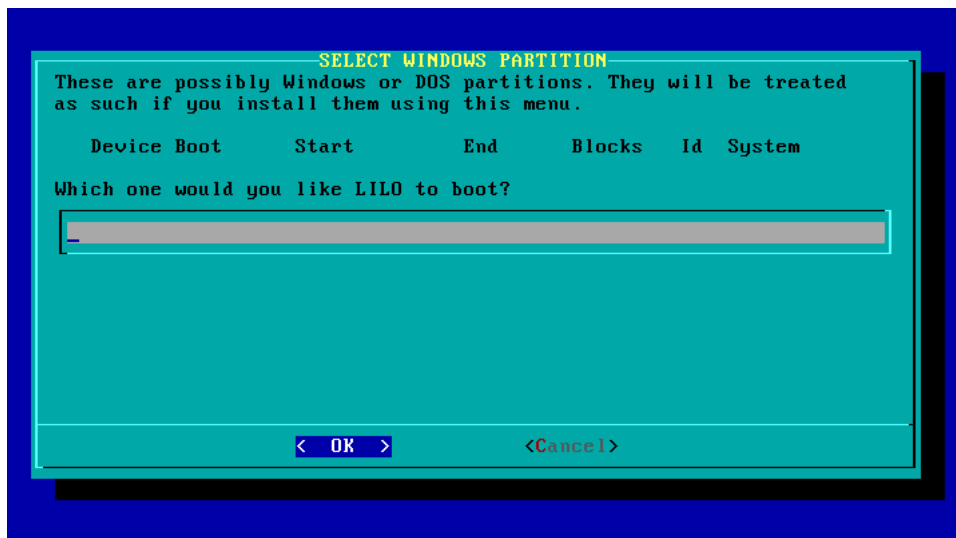 SELECT WINDOWS PARTITION
These are possibly Windows or DOS partitions. They will be treated
as such if you install them using this menu.
Device Boot Start End Blocks Id System
Which one would you like LILO to boot?
< OK > <Cancel>